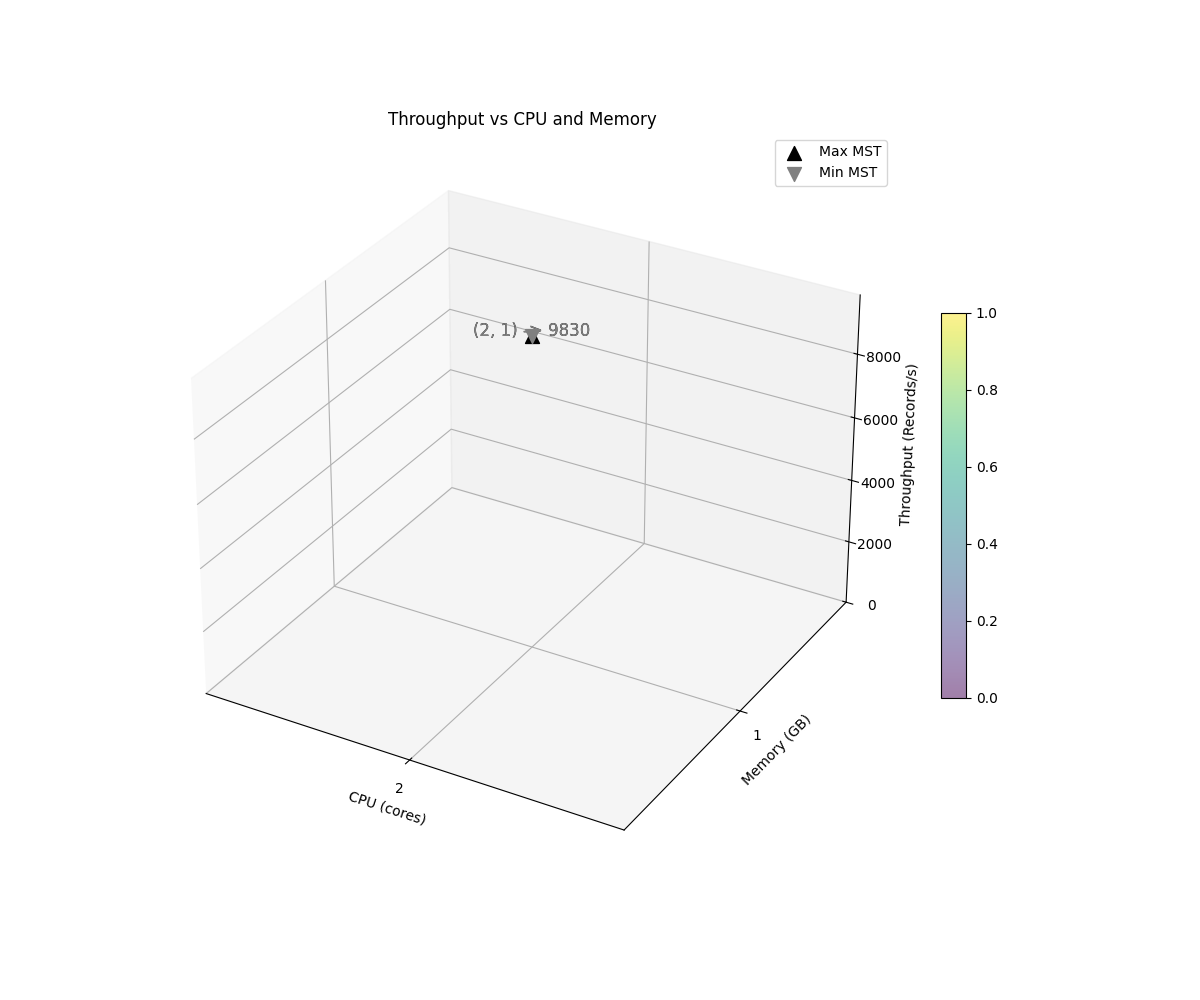 Throughput vs CPU and Memory
Max MST
Min MST
(2, 1) → 9830
8000
6000
4000
2000
0
Throughput (Records/s)
1.0
0.8
0.6
0.4
0.2
0.0
1
Memory (GB)
2
CPU (cores)